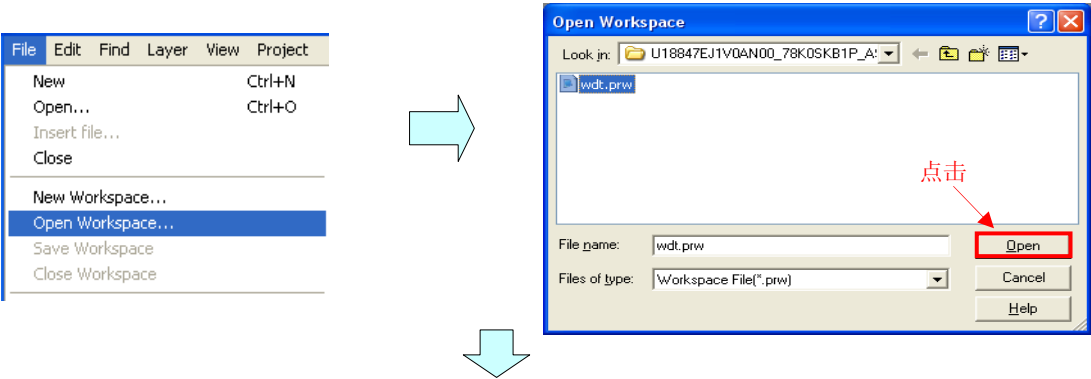 File Edit Find Layer View Project
New Ctrl+N
Open... Ctrl+O
Insert file...
Close
New Workspace...
Open Workspace...
Save Workspace
Close Workspace
Open Workspace
Look in: U18847EJ1V0AN00_78K0SKB1P_A
wdt.prw
点击
File name: wdt.prw Open
Files of type: Workspace File(*.prw) Cancel
Help